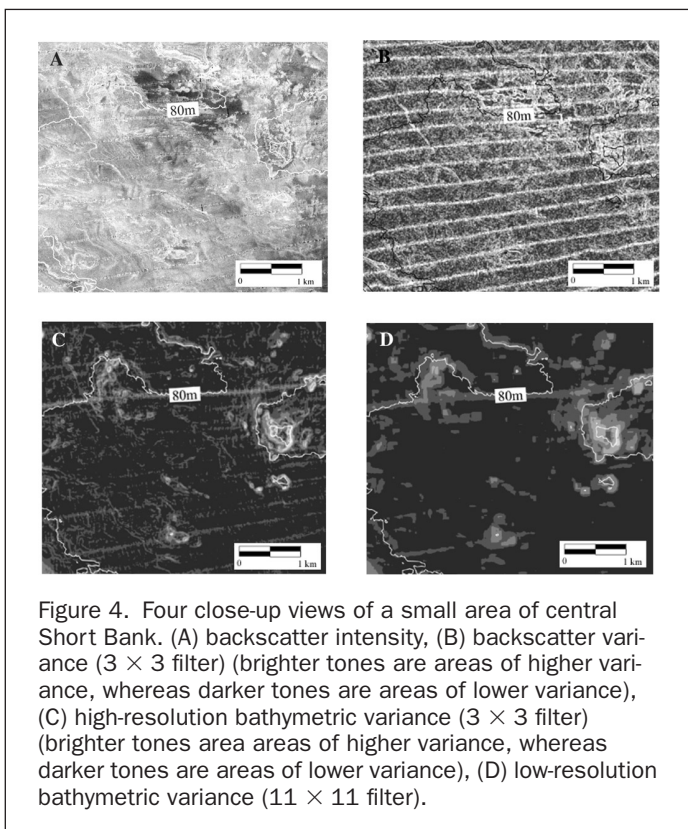 A
80m
1 km
B
80m
1 km
C
80m
1 km
D
80m
1 km
Figure 4. Four close-up views of a small area of central
Short Bank. (A) backscatter intensity, (B) backscatter vari-
ance (3 × 3 filter) (brighter tones are areas of higher vari-
ance, whereas darker tones are areas of lower variance),
(C) high-resolution bathymetric variance (3 × 3 filter)
(brighter tones area areas of higher variance, whereas
darker tones are areas of lower variance), (D) low-resolution
bathymetric variance (11 × 11 filter).